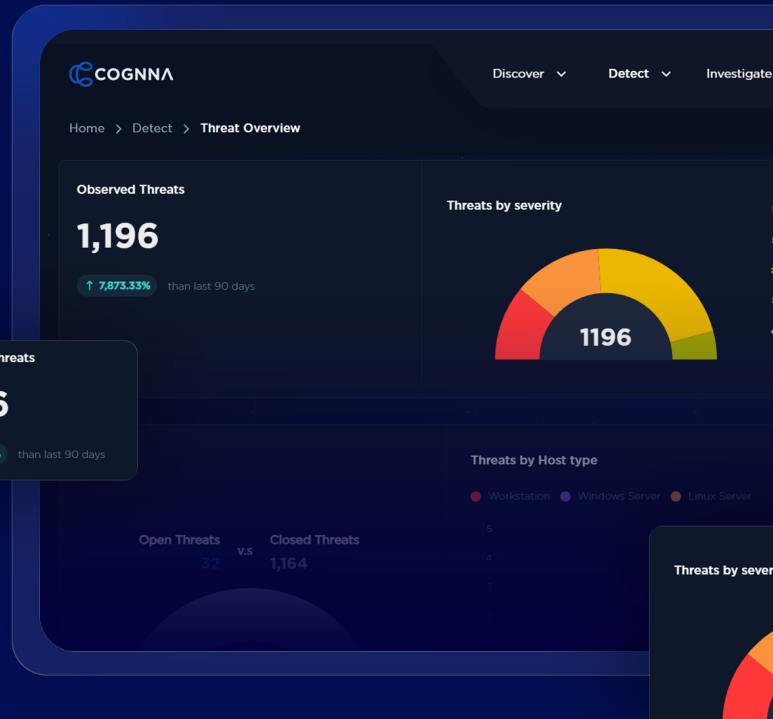 COGNNA
Discover
Detect
Investigate
Home > Detect > Threat Overview
Observed Threats
1,196
↑ 7,873.33% than last 90 days
Threats by severity
1196
hreats
6
than last 90 days
Threats by Host type
Workstation Windows Server Linux Server
5
4
3
Open Threats v.s Closed Threats
32 1,164
Threats by sever